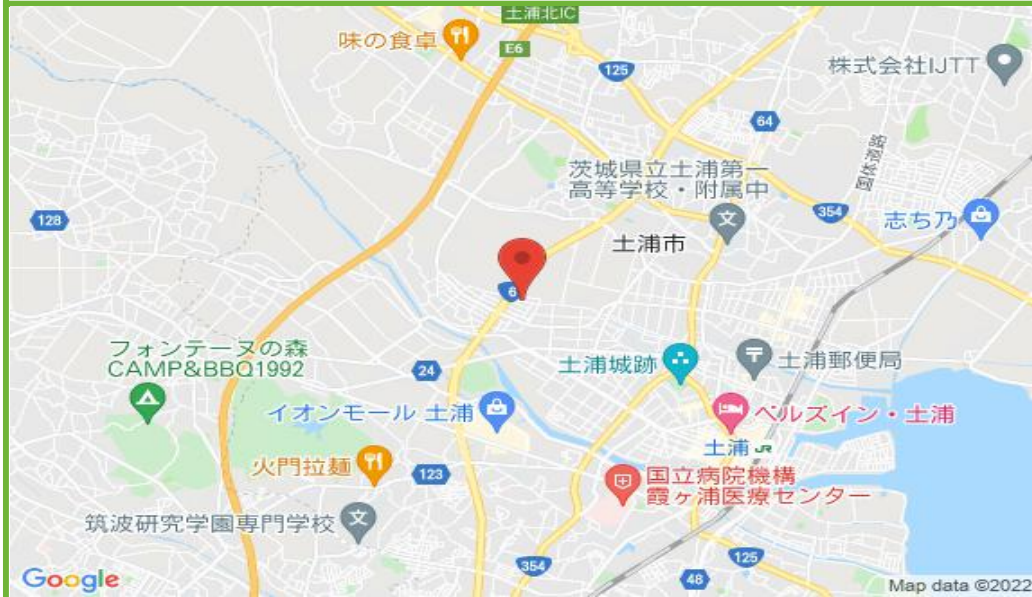 土浦北IC
味の食卓
E6
125
株式会社IJTT
64
国体道路
茨城県立土浦第一
高等学校・附属中
128
354
志ち乃
土浦市
6
フォンテーヌの森
CAMP&BBQ1992
24
土浦城跡
土浦郵便局
イオンモール 土浦
ベルズイン・土浦
土浦 JR
火門拉麺
123
国立病院機構
霞ヶ浦医療センター
筑波研究学園専門学校
354
125
48
Google
Map data ©2022